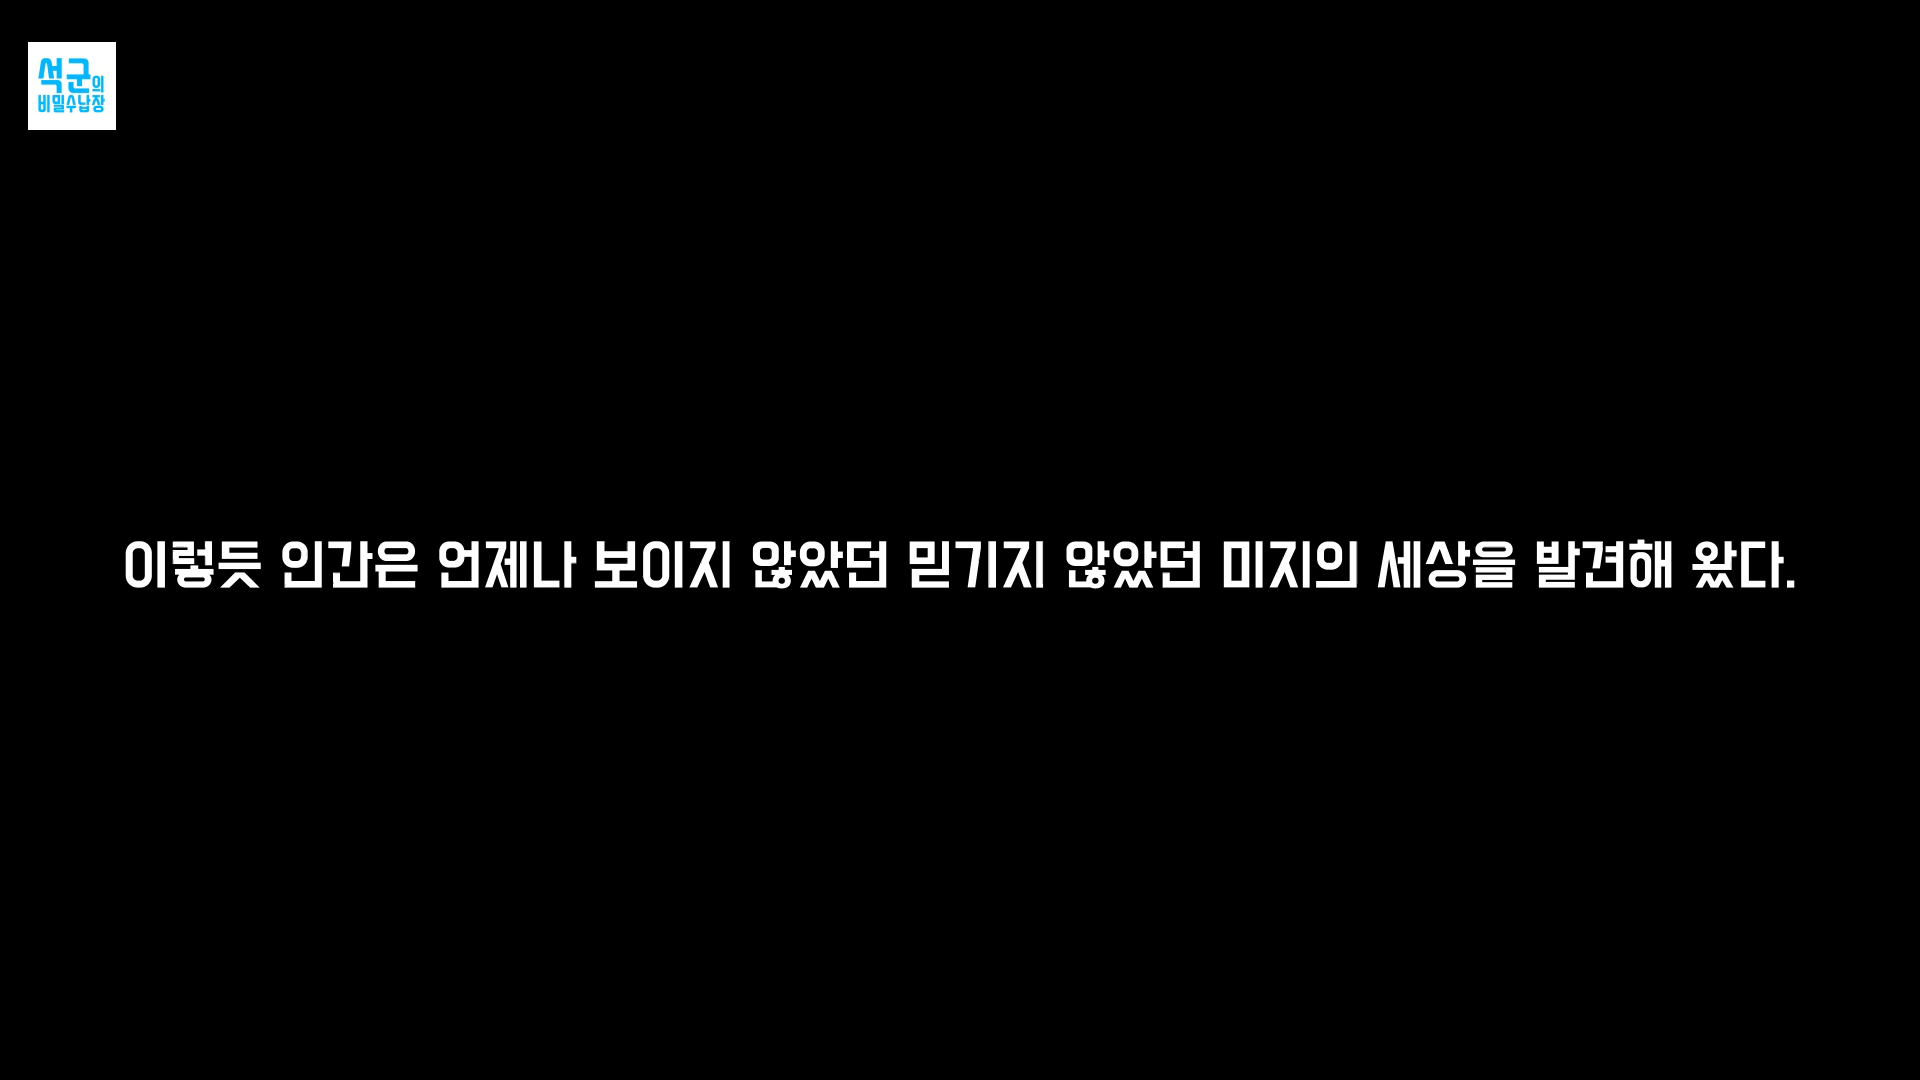 석군의
비밀수납장
이렇듯 인간은 언제나 보이지 않았던 믿기지 않았던 미지의 세상을 발견해 왔다.